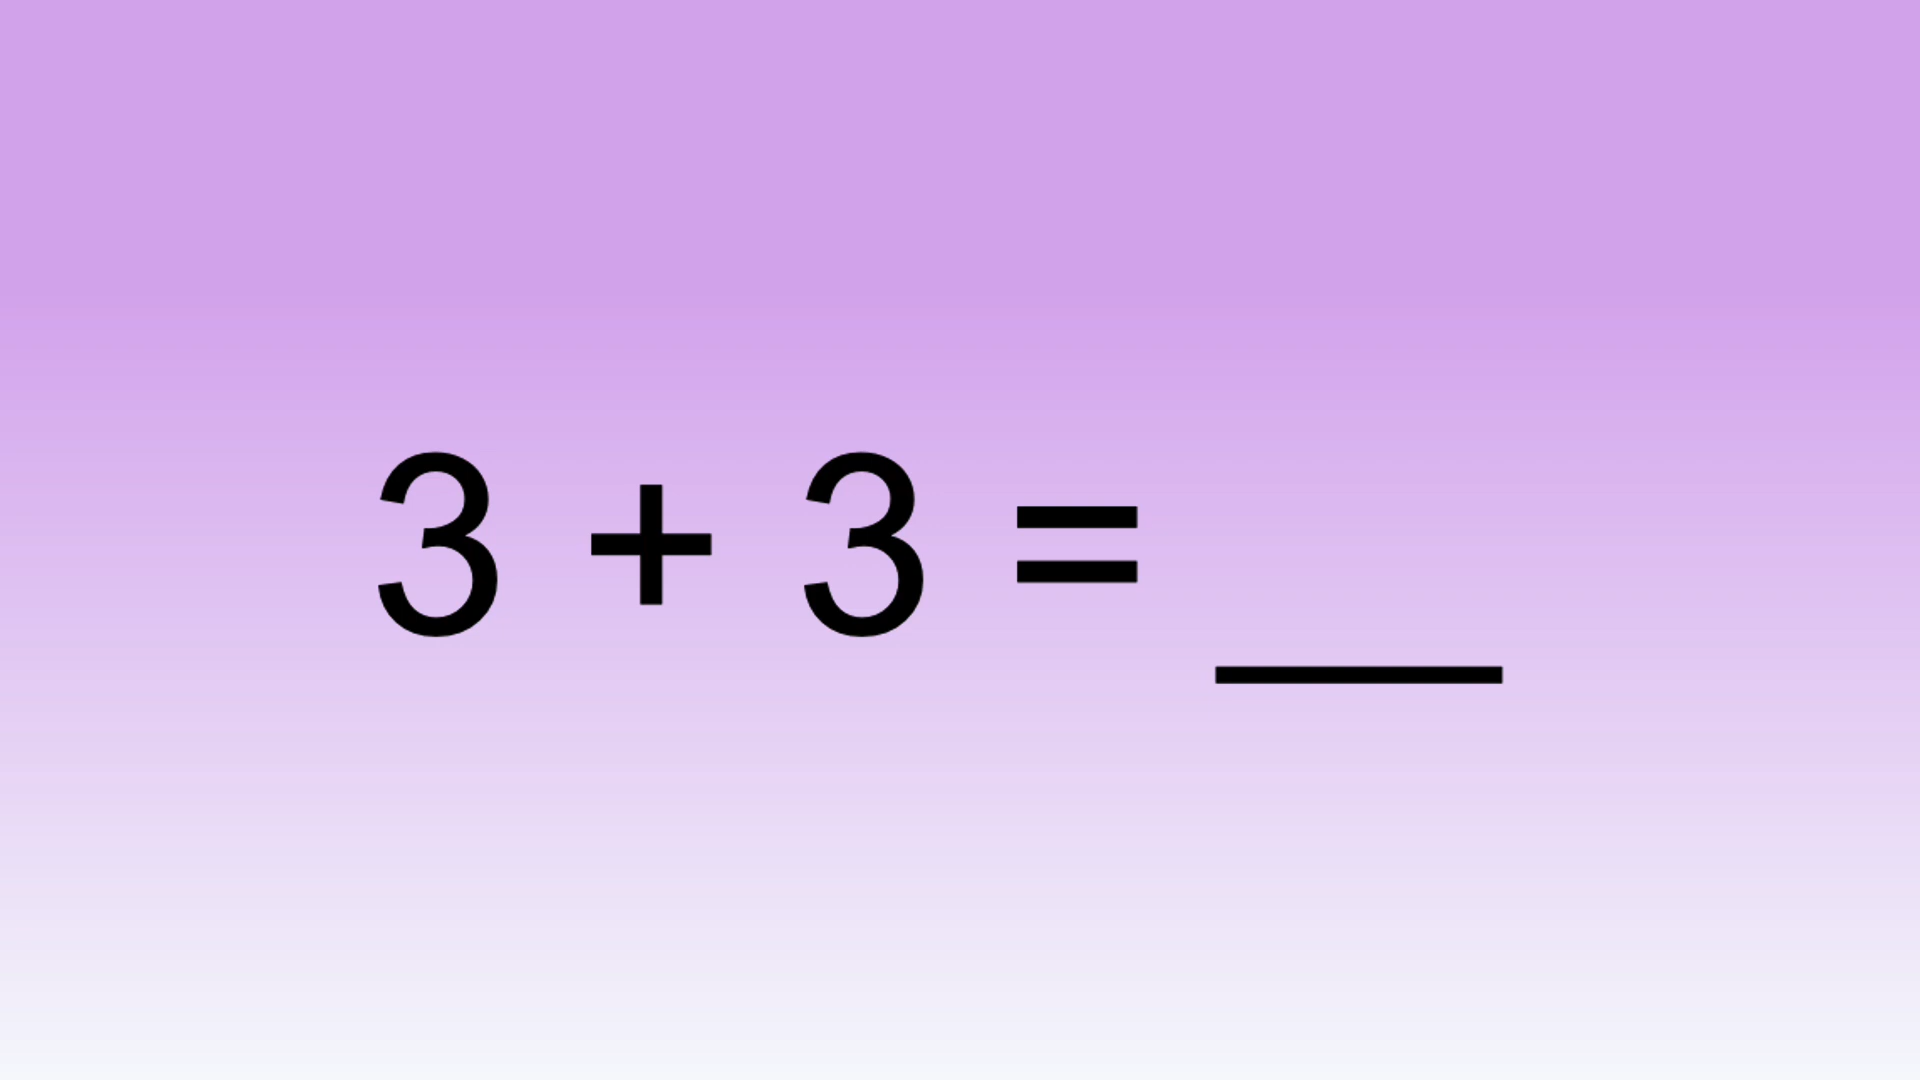 3 + 3 = __